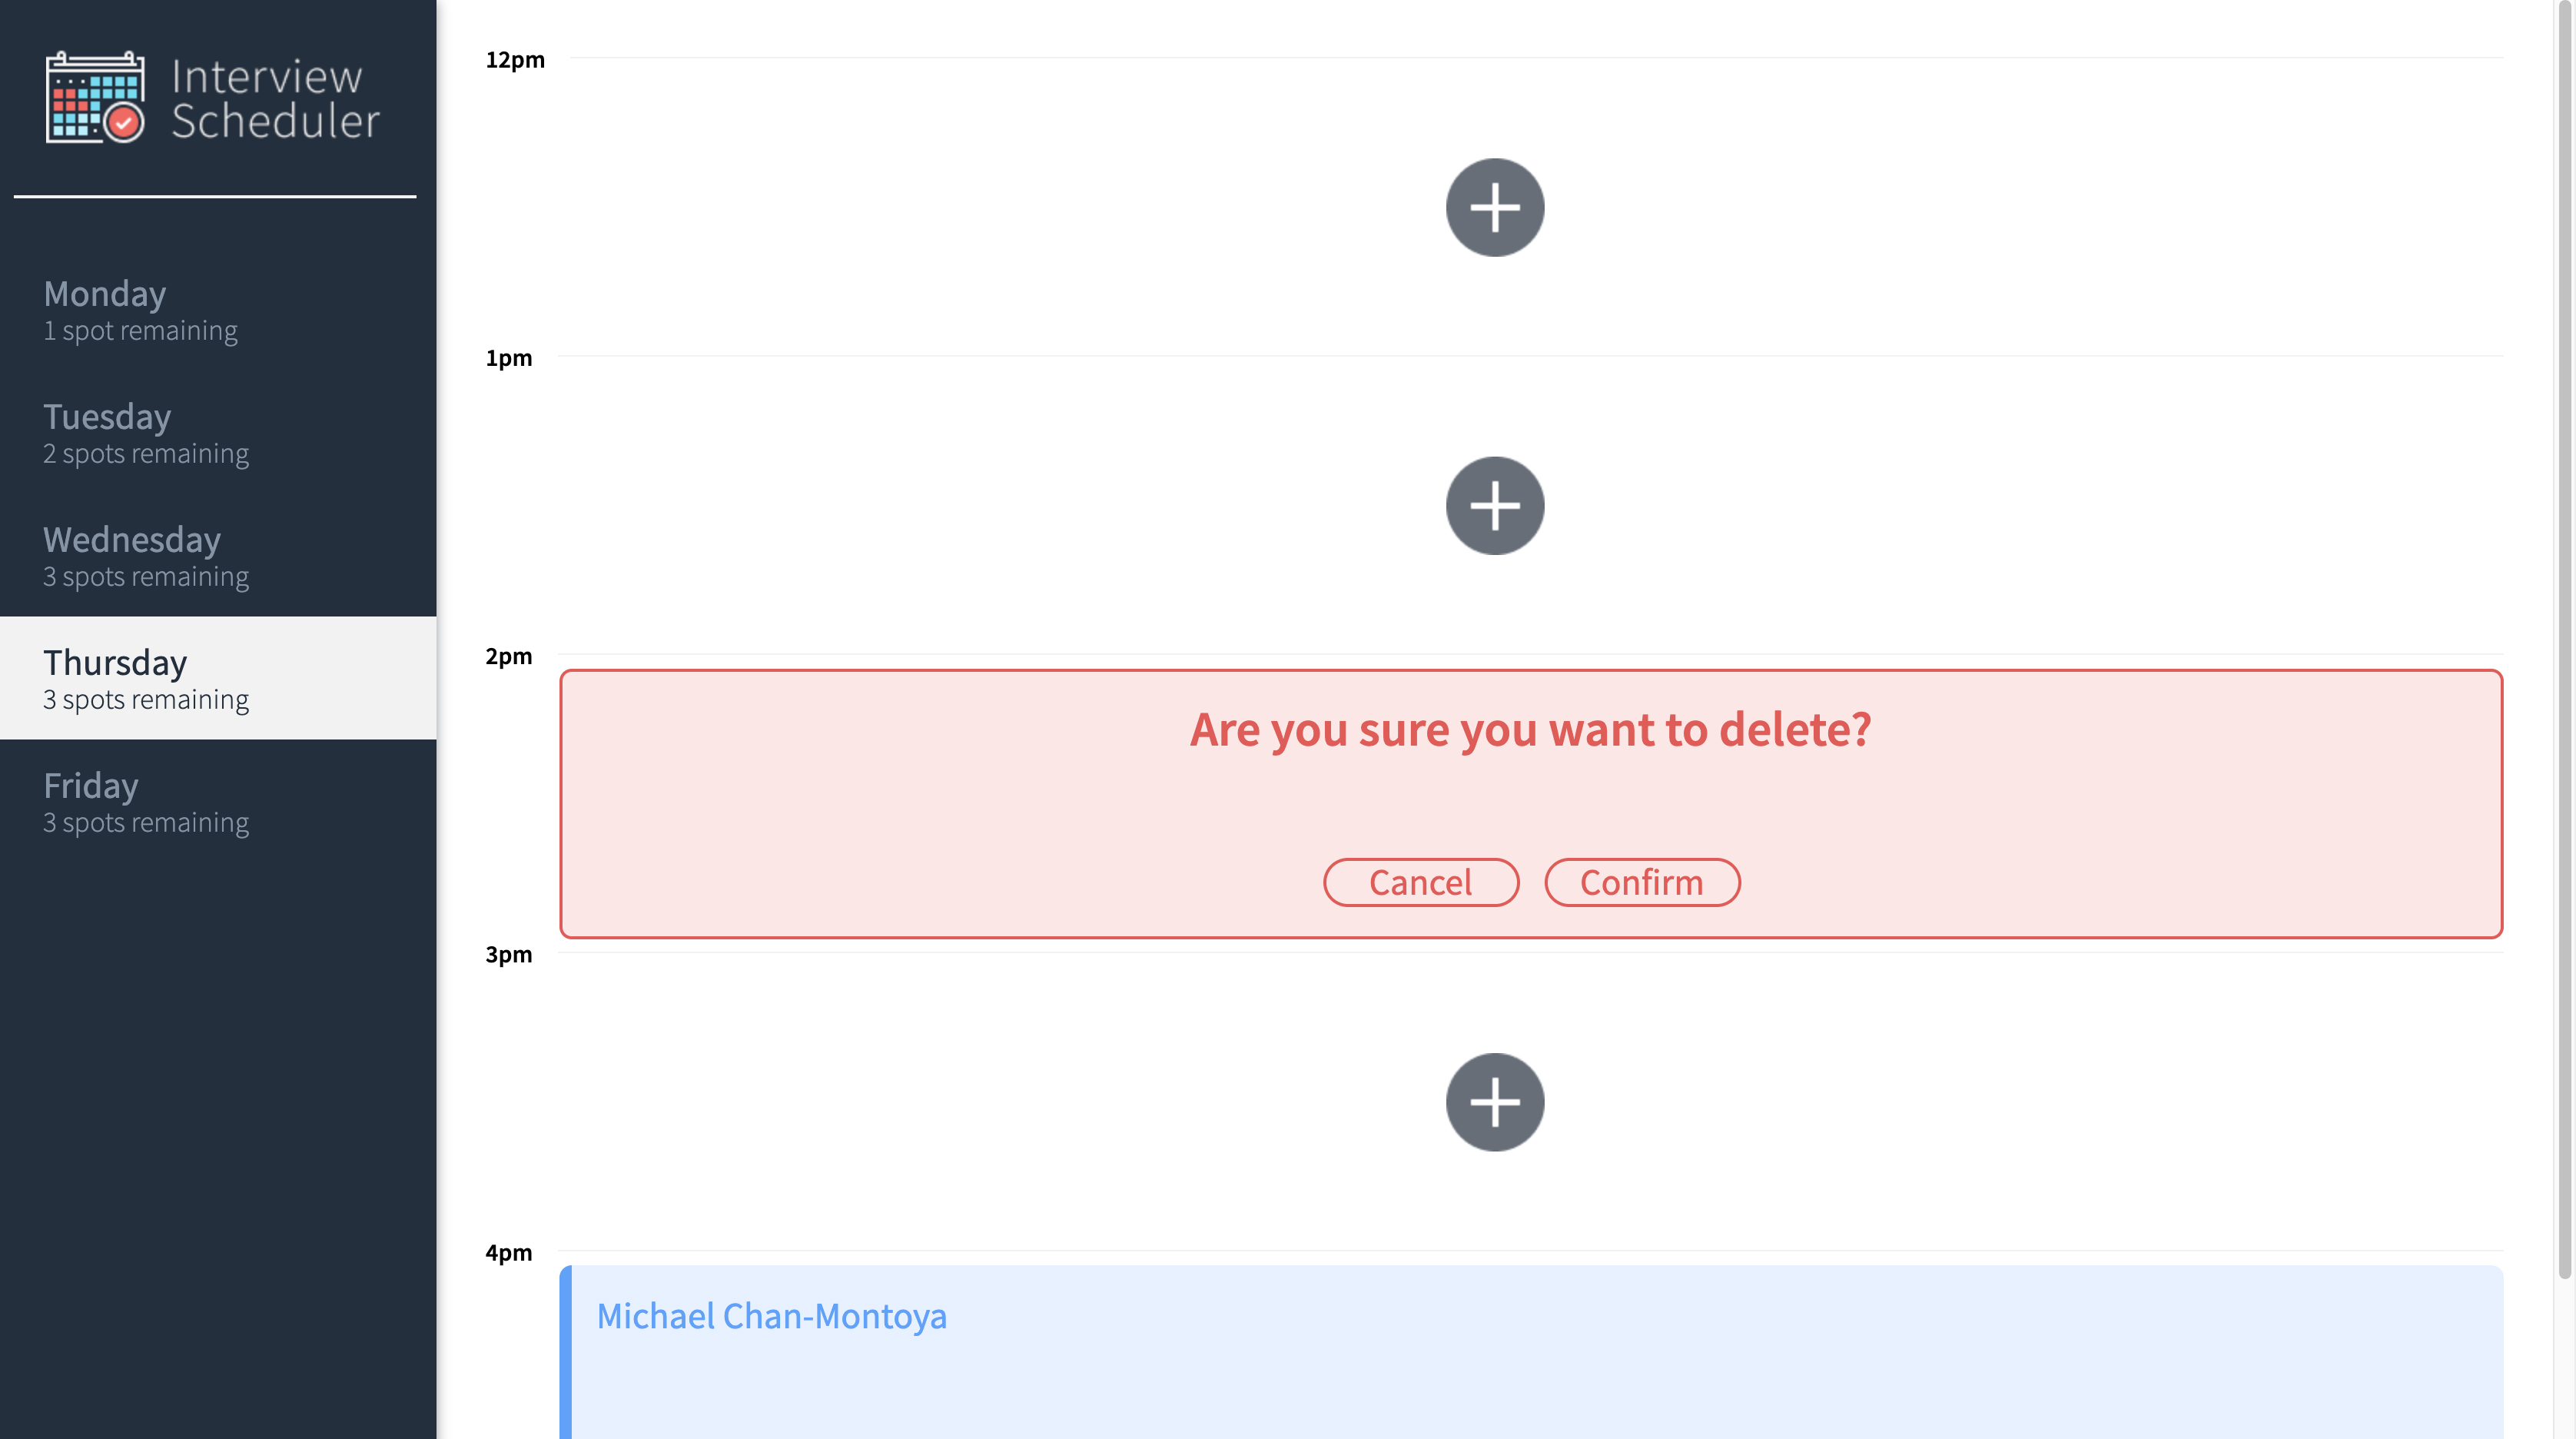 Interview
Scheduler
Monday
1 spot remaining
Tuesday
2 spots remaining
Wednesday
3 spots remaining
Thursday
3 spots remaining
Friday
3 spots remaining
12pm
1pm
2pm
Are you sure you want to delete?
Cancel Confirm
3pm
4pm
Michael Chan-Montoya